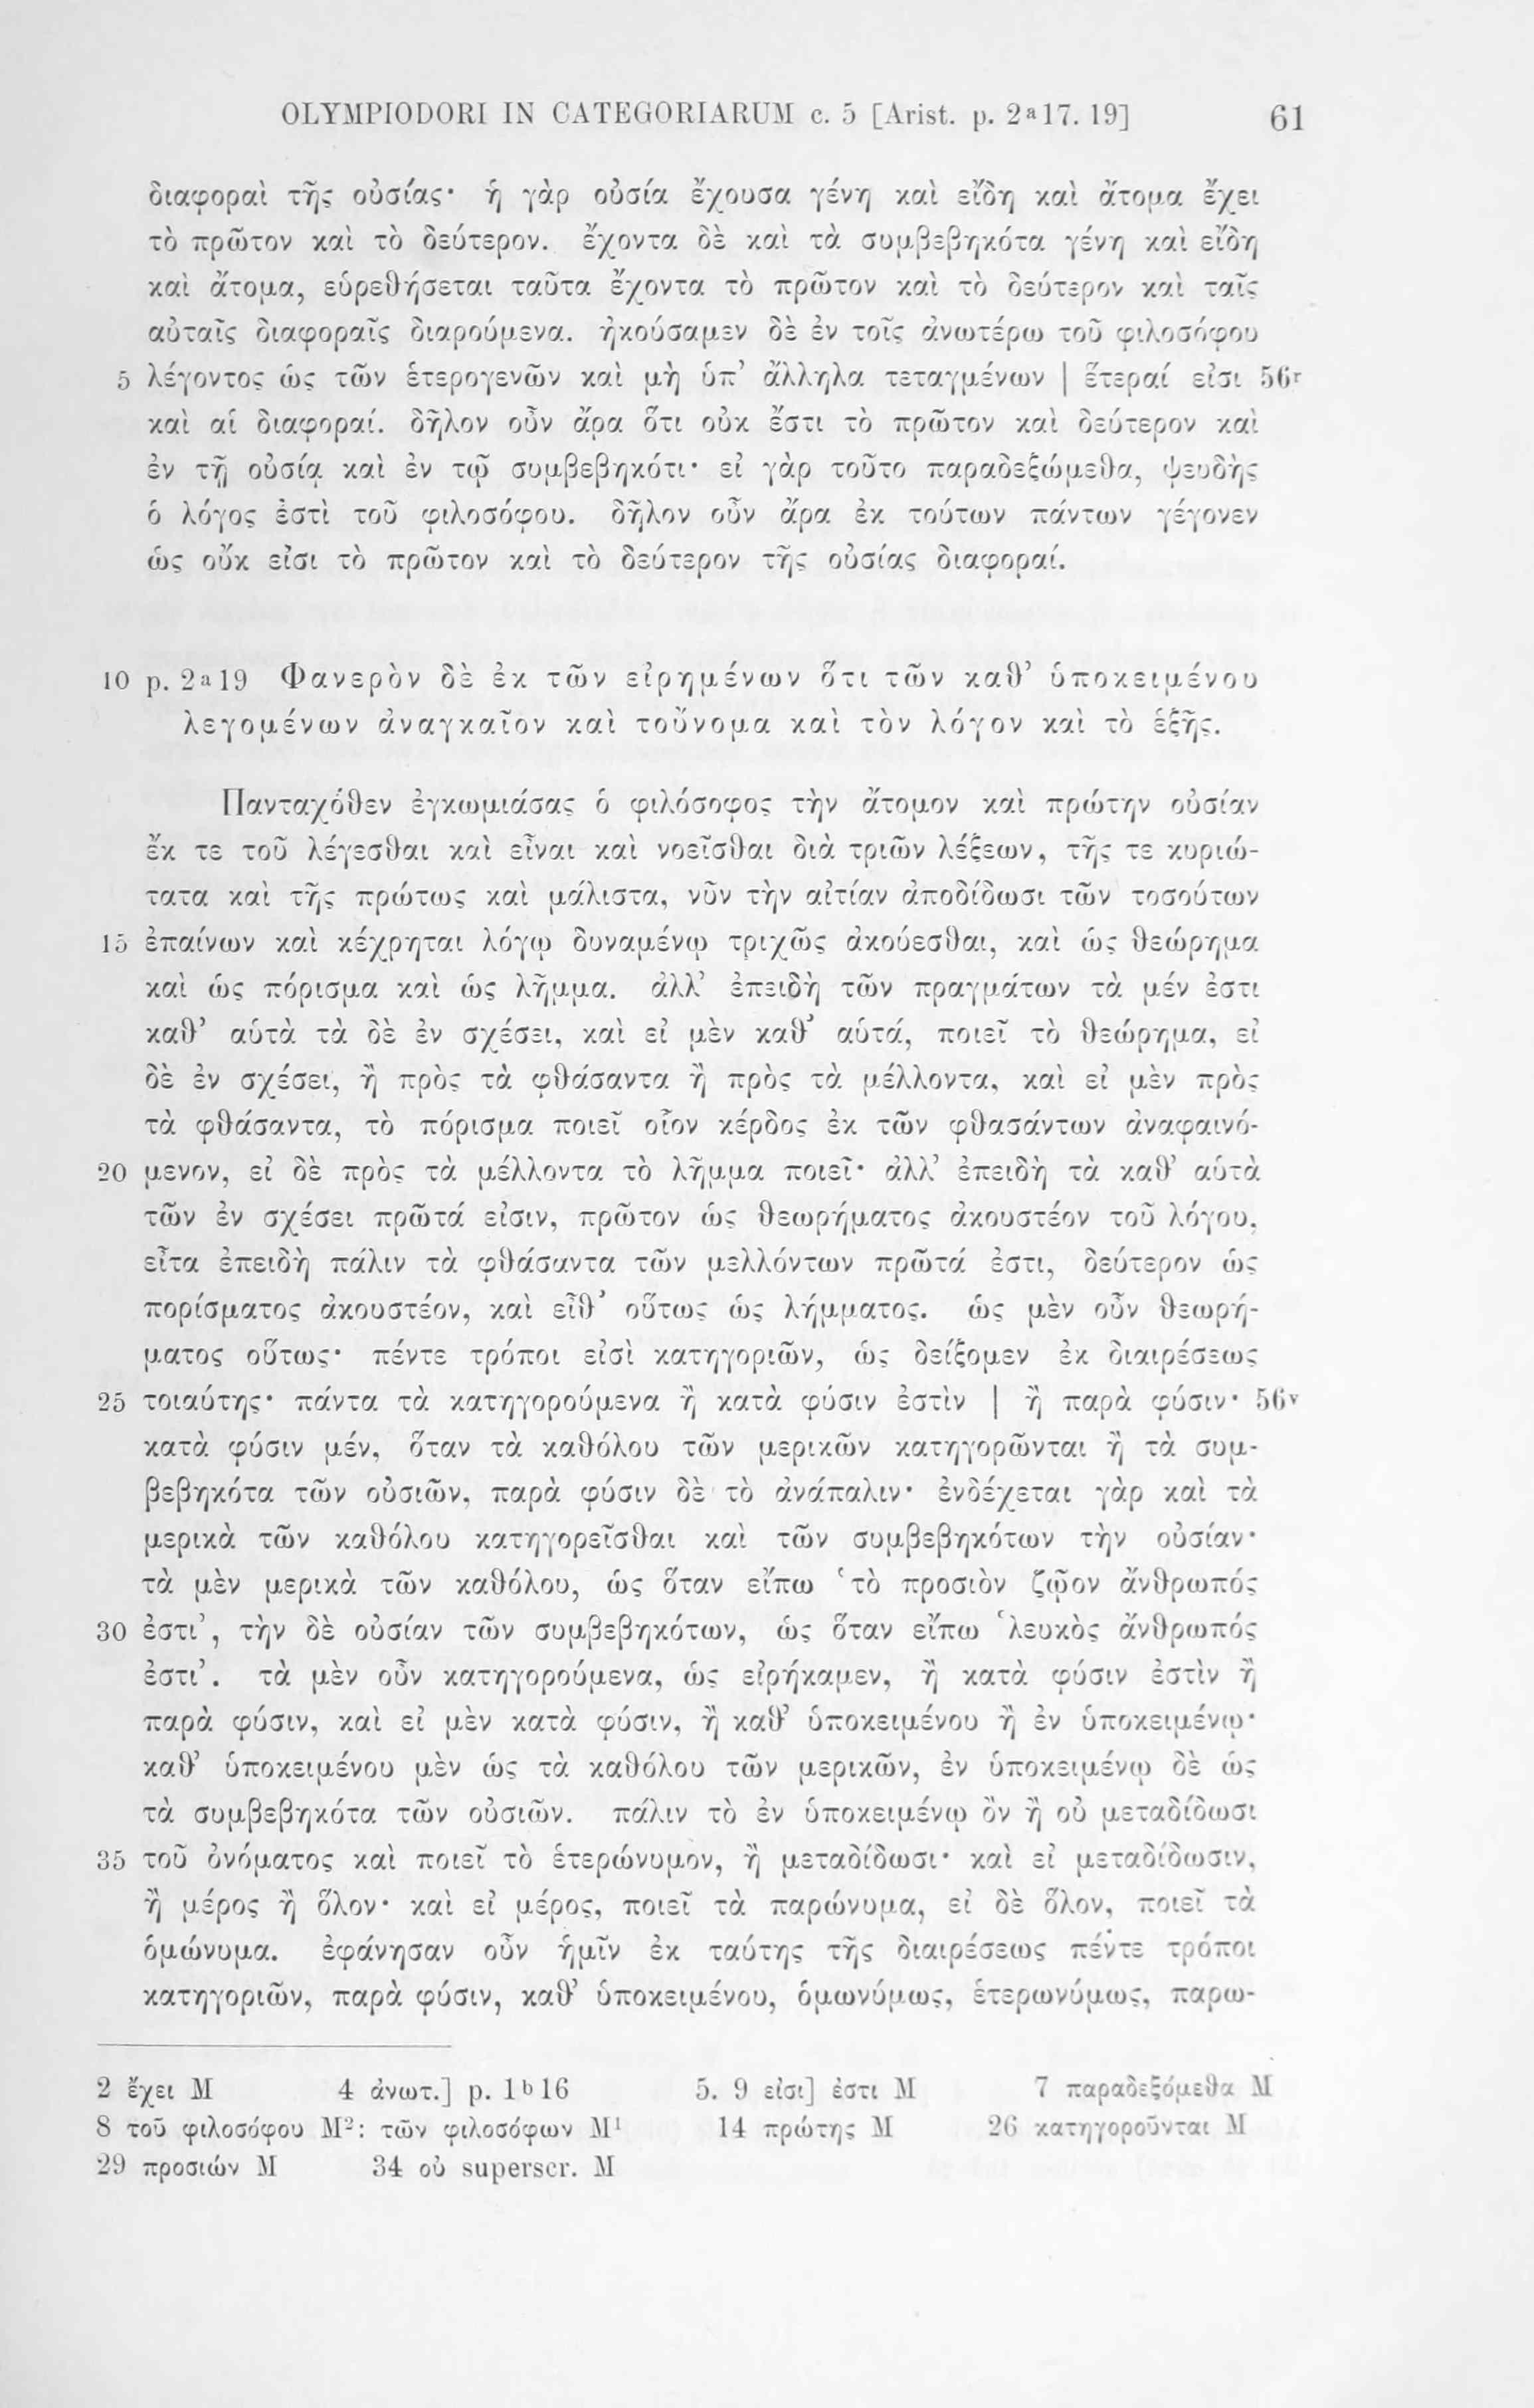 OLYMPIODORI IN CATEGORIARUM c. 5 [Arist. p. 2ᵃ17. 19] 61
διαφοραὶ τῆς οὐσίας· ἡ γὰρ οὐσία ἔχουσα γένη καὶ εἴδη καὶ ἄτομα ἔχει
τὸ πρῶτον καὶ τὸ δεύτερον. ἔχοντα δὲ καὶ τὰ συμβεβηκότα γένη καὶ εἴδη
καὶ ἄτομα, εὑρεθήσεται ταῦτα ἔχοντα τὸ πρῶτον καὶ τὸ δεύτερον καὶ ταῖς
αὐταῖς διαφοραῖς διαρούμενα. ἠκούσαμεν δὲ ἐν τοῖς ἀνωτέρω τοῦ φιλοσόφου
5 λέγοντος ὡς τῶν ἑτερογενῶν καὶ μὴ ὑπ’ ἄλληλα τεταγμένων | ἕτεραί εἰσι 56ʳ
καὶ αἱ διαφοραί. δῆλον οὖν ἄρα ὅτι οὐκ ἔστι τὸ πρῶτον καὶ δεύτερον καὶ
ἐν τῇ οὐσίᾳ καὶ ἐν τῷ συμβεβηκότι· εἰ γὰρ τοῦτο παραδεξώμεθα, ψευδὴς
ὁ λόγος ἐστὶ τοῦ φιλοσόφου. δῆλον οὖν ἄρα ἐκ τούτων πάντων γέγονεν
ὡς οὔκ εἰσι τὸ πρῶτον καὶ τὸ δεύτερον τῆς οὐσίας διαφοραί.
10 p. 2ᵃ19 Φανερὸν δὲ ἐκ τῶν εἰρημένων ὅτι τῶν καθ’ ὑποκειμένου
λεγομένων ἀναγκαῖον καὶ τοὔνομα καὶ τὸν λόγον καὶ τὸ ἑξῆς.
Πανταχόθεν ἐγκωμιάσας ὁ φιλόσοφος τὴν ἄτομον καὶ πρώτην οὐσίαν
ἔκ τε τοῦ λέγεσθαι καὶ εἶναι καὶ νοεῖσθαι διὰ τριῶν λέξεων, τῆς τε κυριώ-
τατα καὶ τῆς πρώτως καὶ μάλιστα, νῦν τὴν αἰτίαν ἀποδίδωσι τῶν τοσούτων
15 ἐπαίνων καὶ κέχρηται λόγῳ δυναμένῳ τριχῶς ἀκούεσθαι, καὶ ὡς θεώρημα
καὶ ὡς πόρισμα καὶ ὡς λῆμμα. ἀλλ’ ἐπειδὴ τῶν πραγμάτων τὰ μέν ἐστι
καθ’ αὑτὰ τὰ δὲ ἐν σχέσει, καὶ εἰ μὲν καθ’ αὑτά, ποιεῖ τὸ θεώρημα, εἰ
δὲ ἐν σχέσει, ἢ πρὸς τὰ φθάσαντα ἢ πρὸς τὰ μέλλοντα, καὶ εἰ μὲν πρὸς
τὰ φθάσαντα, τὸ πόρισμα ποιεῖ οἷον κέρδος ἐκ τῶν φθασάντων ἀναφαινό-
20 μενον, εἰ δὲ πρὸς τὰ μέλλοντα τὸ λῆμμα ποιεῖ· ἀλλ’ ἐπειδὴ τὰ καθ’ αὑτὰ
τῶν ἐν σχέσει πρῶτά εἰσιν, πρῶτον ὡς θεωρήματος ἀκουστέον τοῦ λόγου,
εἶτα ἐπειδὴ πάλιν τὰ φθάσαντα τῶν μελλόντων πρῶτά ἐστι, δεύτερον ὡς
πορίσματος ἀκουστέον, καὶ εἶθ’ οὕτως ὡς λήμματος. ὡς μὲν οὖν θεωρή-
ματος οὕτως· πέντε τρόποι εἰσὶ κατηγοριῶν, ὡς δείξομεν ἐκ διαιρέσεως
25 τοιαύτης· πάντα τὰ κατηγορούμενα ἢ κατὰ φύσιν ἐστὶν | ἢ παρὰ φύσιν· 56ᵛ
κατὰ φύσιν μέν, ὅταν τὰ καθόλου τῶν μερικῶν κατηγορῶνται ἢ τὰ συμ-
βεβηκότα τῶν οὐσιῶν, παρὰ φύσιν δὲ τὸ ἀνάπαλιν· ἐνδέχεται γὰρ καὶ τὰ
μερικὰ τῶν καθόλου κατηγορεῖσθαι καὶ τῶν συμβεβηκότων τὴν οὐσίαν·
τὰ μὲν μερικὰ τῶν καθόλου, ὡς ὅταν εἴπω ‘τὸ προσιὸν ζῷον ἄνθρωπός
30 ἐστι’, τὴν δὲ οὐσίαν τῶν συμβεβηκότων, ὡς ὅταν εἴπω ‘λευκὸς ἄνθρωπός
ἐστι’. τὰ μὲν οὖν κατηγορούμενα, ὡς εἰρήκαμεν, ἢ κατὰ φύσιν ἐστὶν ἢ
παρὰ φύσιν, καὶ εἰ μὲν κατὰ φύσιν, ἢ καθ’ ὑποκειμένου ἢ ἐν ὑποκειμένῳ·
καθ’ ὑποκειμένου μὲν ὡς τὰ καθόλου τῶν μερικῶν, ἐν ὑποκειμένῳ δὲ ὡς
τὰ συμβεβηκότα τῶν οὐσιῶν. πάλιν τὸ ἐν ὑποκειμένῳ ὂν ἢ οὐ μεταδίδωσι
35 τοῦ ὀνόματος καὶ ποιεῖ τὸ ἑτερώνυμον, ἢ μεταδίδωσι· καὶ εἰ μεταδίδωσιν,
ἢ μέρος ἢ ὅλον· καὶ εἰ μέρος, ποιεῖ τὰ παρώνυμα, εἰ δὲ ὅλον, ποιεῖ τὰ
ὁμώνυμα. ἐφάνησαν οὖν ἡμῖν ἐκ ταύτης τῆς διαιρέσεως πέντε τρόποι
κατηγοριῶν, παρὰ φύσιν, καθ’ ὑποκειμένου, ὁμωνύμως, ἑτερωνύμως, παρω-
2 ἔχει M 4 ἀνωτ.] p. 1ᵇ16 5. 9 εἰσι] ἐστι M 7 παραδεξόμεθα M
8 τοῦ φιλοσόφου M²: τῶν φιλοσόφων M¹ 14 πρώτης M 26 κατηγοροῦνται M
29 προσιών M 34 οὐ superscr. M